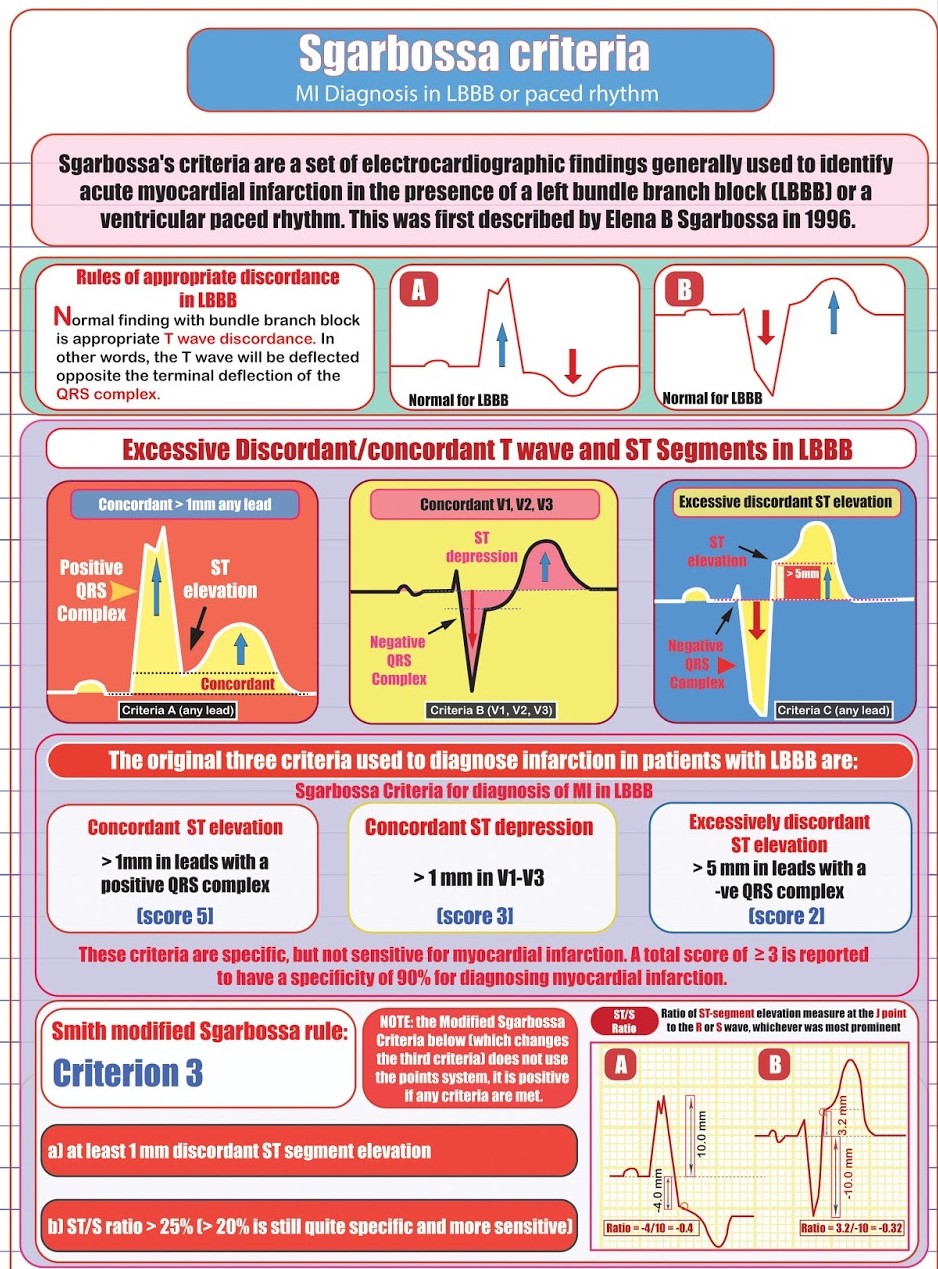 Sgarbossa criteria
MI Diagnosis in LBBB or paced rhythm
Sgarbossa's criteria are a set of electrocardiographic findings generally used to identify
acute myocardial infarction in the presence of a left bundle branch block (LBBB) or a
ventricular paced rhythm. This was first described by Elena B Sgarbossa in 1996.
Rules of appropriate discordance
in LBBB
Normal finding with bundle branch block
is appropriate T wave discordance. In
other words, the T wave will be deflected
opposite the terminal deflection of the
QRS complex.
A
Normal for LBBB
B
Normal for LBBB
Excessive Discordant/concordant T wave and ST Segments in LBBB
Concordant > 1mm any lead
Positive
QRS
Complex
ST
elevation
Concordant
Criteria A (any lead)
Concordant V1, V2, V3
ST
depression
Negative
QRS
Complex
Criteria B (V1, V2, V3)
Excessive discordant ST elevation
ST
elevation
> 5mm
Negative
QRS
Complex
Criteria C (any lead)
The original three criteria used to diagnose infarction in patients with LBBB are:
Sgarbossa Criteria for diagnosis of MI in LBBB
Concordant ST elevation
> 1mm in leads with a
positive QRS complex
(score 5]
Concordant ST depression
> 1 mm in V1-V3
(score 3]
Excessively discordant
ST elevation
> 5 mm in leads with a
-ve QRS complex
(score 2]
These criteria are specific, but not sensitive for myocardial infarction. A total score of ≥ 3 is reported
to have a specificity of 90% for diagnosing myocardial infarction.
Smith modified Sgarbossa rule:
Criterion 3
NOTE: the Modified Sgarbossa
Criteria below (which changes
the third criteria) does not use
the points system, it is positive
if any criteria are met.
a) at least 1 mm discordant ST segment elevation
b) ST/S ratio > 25% (> 20% is still quite specific and more sensitive)
ST/S
Ratio
Ratio of ST-segment elevation measure at the J point
to the R or S wave, whichever was most prominent
A
10.0 mm
-4.0 mm
Ratio = -4/10 = -0.4
B
3.2 mm
-10.0 mm
Ratio = 3.2/-10 = -0.32